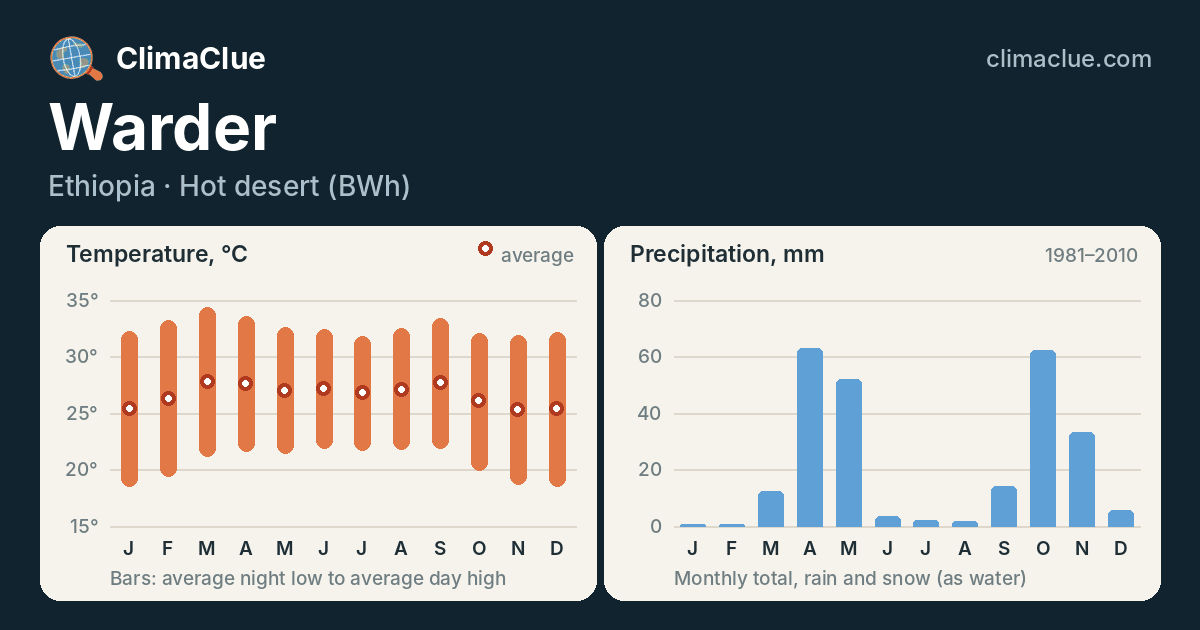 ClimaClue
climaclue.com
Warder
Ethiopia · Hot desert (BWh)
Temperature, °C
average
35°
30°
25°
20°
15°
J F M A M J J A S O N D
Bars: average night low to average day high
Precipitation, mm
1981–2010
80
60
40
20
0
J F M A M J J A S O N D
Monthly total, rain and snow (as water)